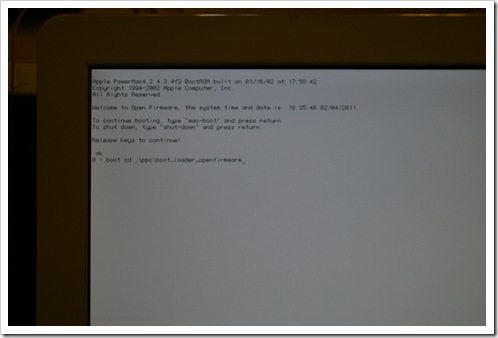 Apple PowerMac4,2 4.3.4f2 BootROM built on 01/16/02 at 17:58:42
Copyright 1994-2002 Apple Computer, Inc.
All Rights Reserved.
Welcome to Open Firmware, the system time and date is: 18:35:46 02/04/2011
To continue booting, type "mac-boot" and press return.
To shut down, type "shut-down" and press return.
Release keys to continue!
ok
0 > boot cd:,\ppc\boot_loader_openfirmware_